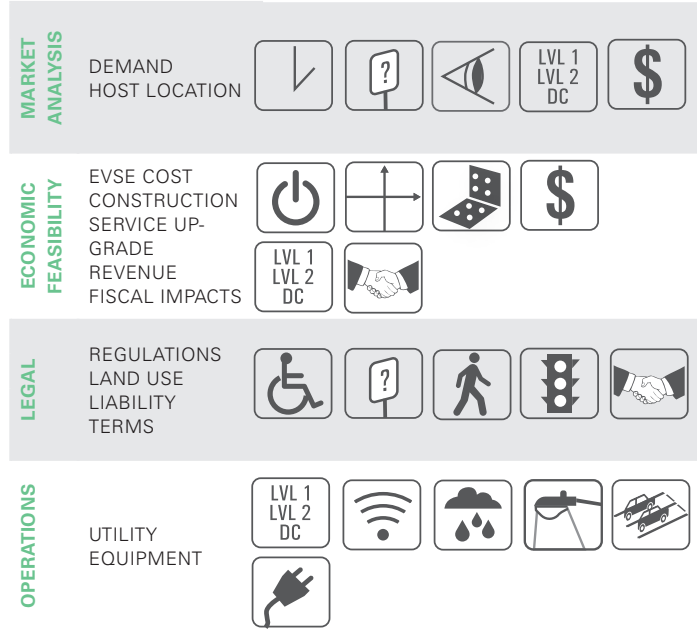 MARKET
ANALYSIS
DEMAND
HOST LOCATION
?
LVL 1
LVL 2
DC
$
ECONOMIC
FEASIBILITY
EVSE COST
CONSTRUCTION
SERVICE UP-
GRADE
REVENUE
FISCAL IMPACTS
$
LVL 1
LVL 2
DC
LEGAL
REGULATIONS
LAND USE
LIABILITY
TERMS
?
OPERATIONS
UTILITY
EQUIPMENT
LVL 1
LVL 2
DC